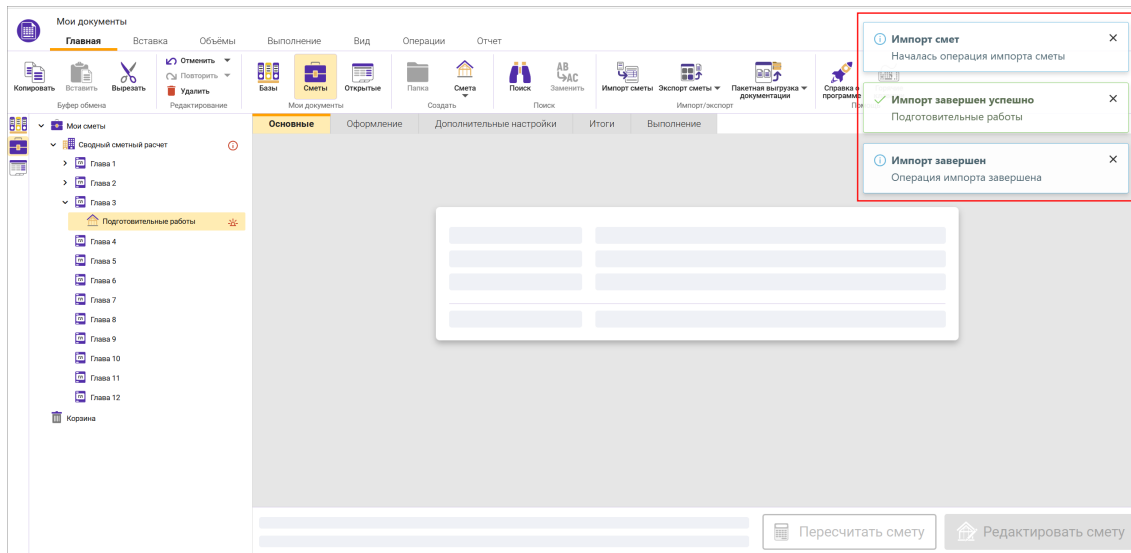 Мои документы
Главная Вставка Объёмы Выполнение Вид Операции Отчет
Копировать Вставить Вырезать
Буфер обмена
Отменить
Повторить
Удалить
Редактирование
Базы Сметы Открытые
Мои документы
Папка Смета
Создать
Поиск Заменить
AB
AC
Поиск
Импорт сметы Экспорт сметы Пакетная выгрузка
документации
Импорт/экспорт
Справка о
программе
Импорт смет
Началась операция импорта сметы
Импорт завершен успешно
Подготовительные работы
Импорт завершен
Операция импорта завершена
Мои сметы
Сводный сметный расчет
Глава 1
Глава 2
Глава 3
Подготовительные работы
Глава 4
Глава 5
Глава 6
Глава 7
Глава 8
Глава 9
Глава 10
Глава 11
Глава 12
Корзина
Основные Оформление Дополнительные настройки Итоги Выполнение
Пересчитать смету Редактировать смету